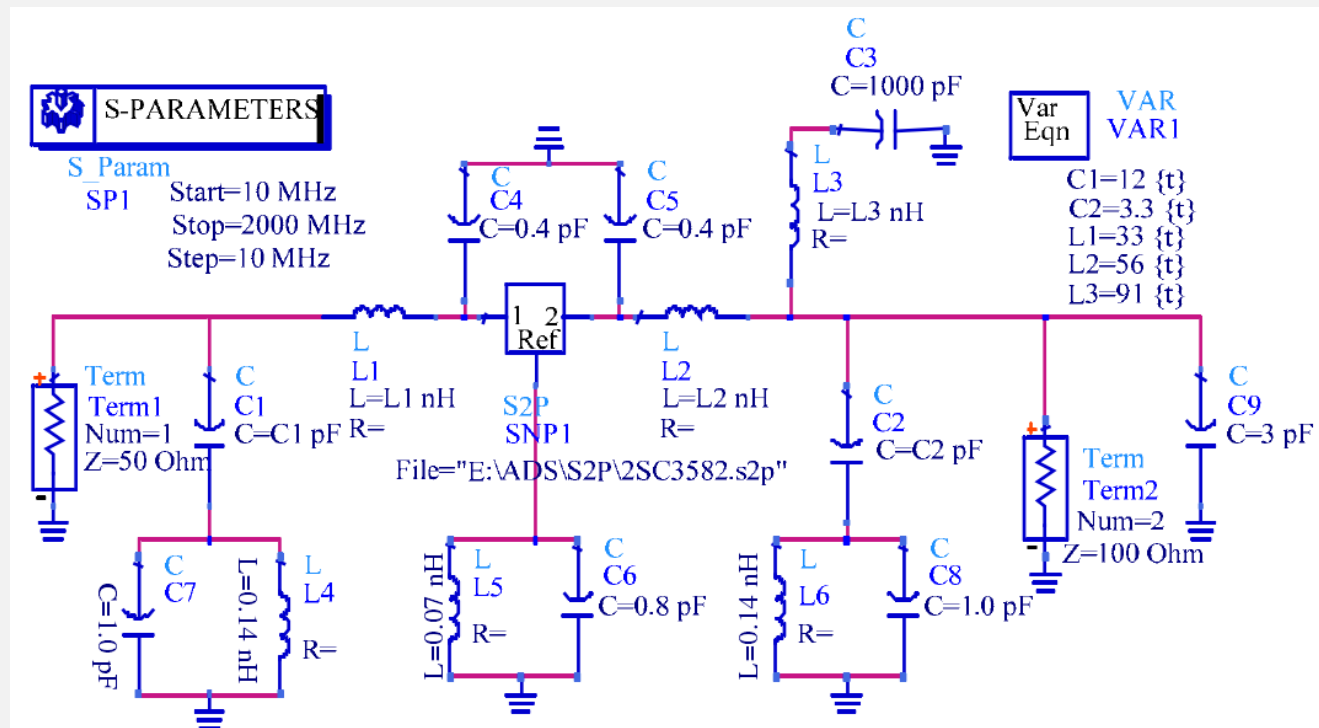 S-PARAMETERS
S_Param
SP1
Start=10 MHz
Stop=2000 MHz
Step=10 MHz
C
C4
C=0.4 pF
C
C5
C=0.4 pF
C
C3
C=1000 pF
L
L3
L=L3 nH
R=
Var
Eqn
VAR
VAR1
C1=12 {t}
C2=3.3 {t}
L1=33 {t}
L2=56 {t}
L3=91 {t}
+
Term
Term1
Num=1
Z=50 Ohm
-
C
C1
C=C1 pF
L
L1
L=L1 nH
R=
1 2
Ref
S2P
SNP1
File="E:\ADS\S2P\2SC3582.s2p"
L
L2
L=L2 nH
R=
C
C2
C=C2 pF
+
Term
Term2
Num=2
Z=100 Ohm
-
C
C9
C=3 pF
C
C7
C=1.0 pF
L
L4
L=0.14 nH
R=
L
L5
L=0.07 nH
R=
C
C6
C=0.8 pF
L
L6
L=0.14 nH
R=
C
C8
C=1.0 pF